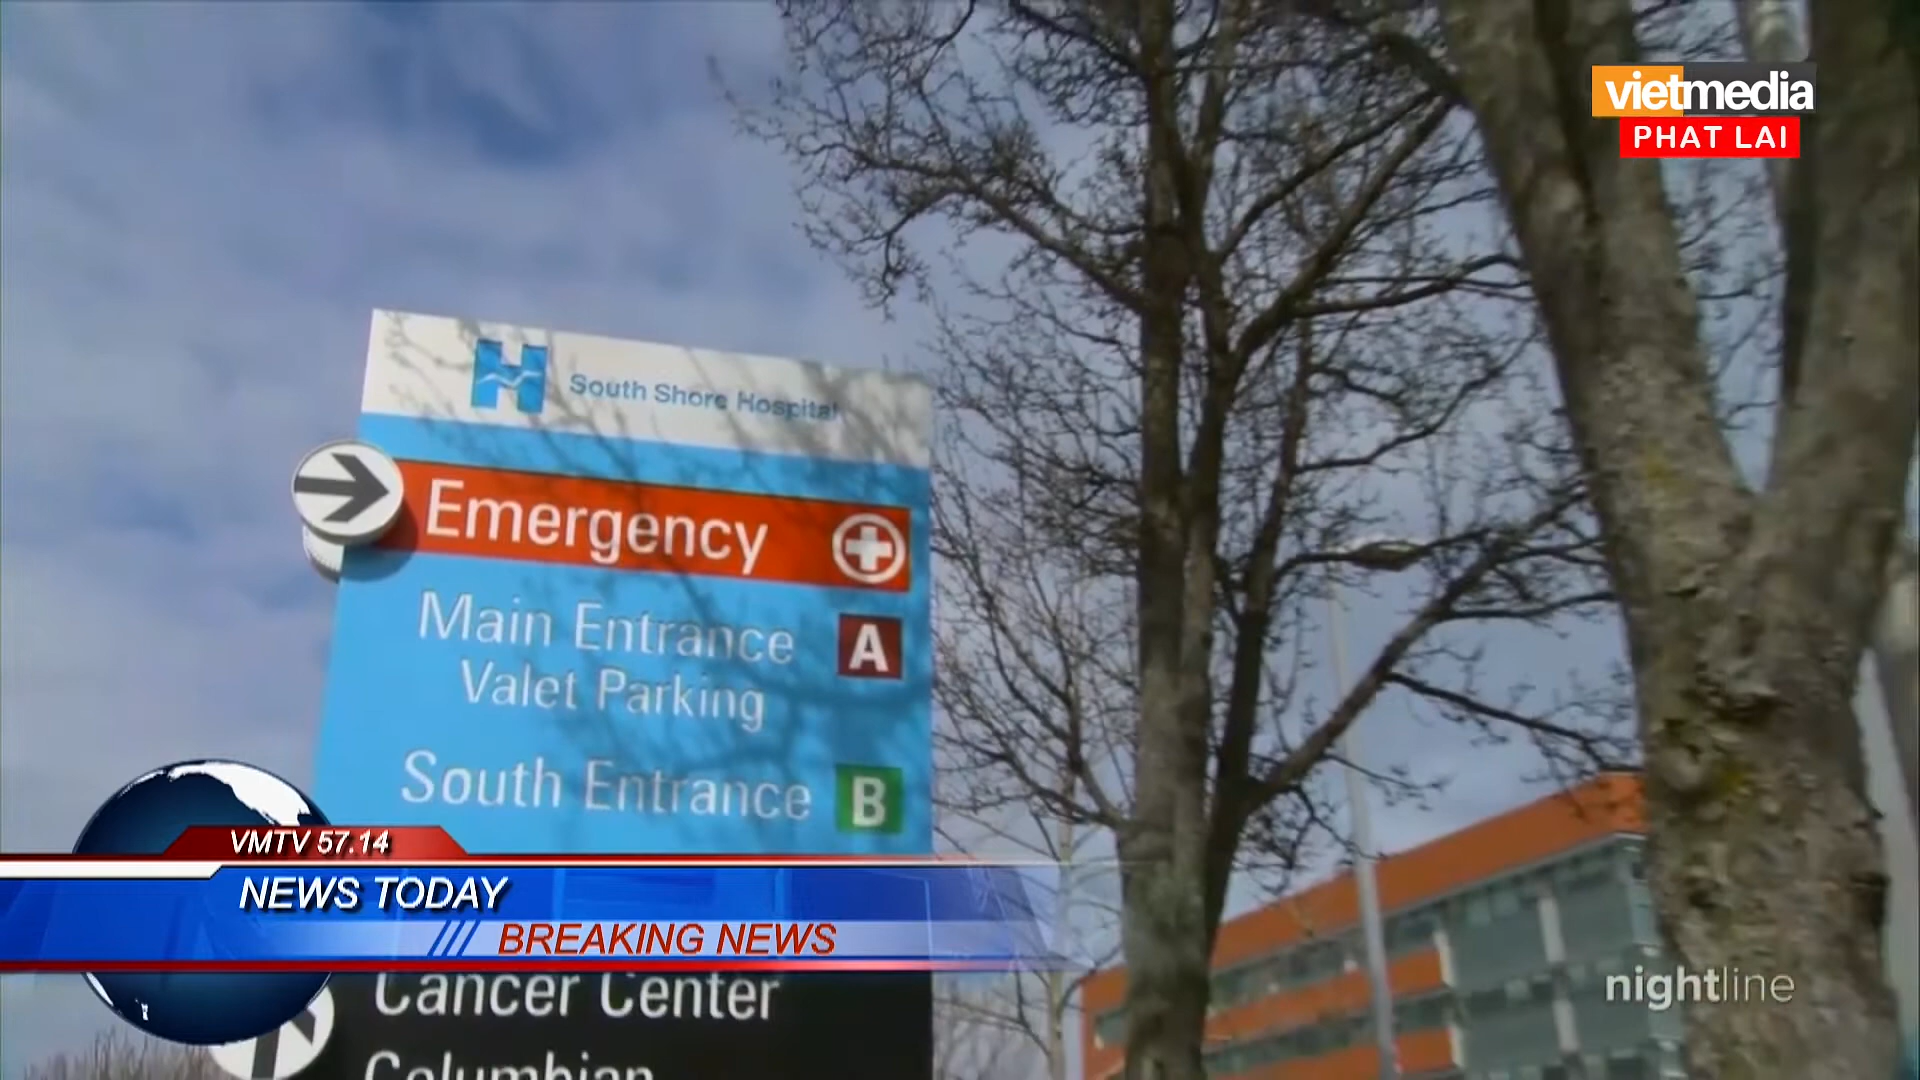 vietmedia
PHAT LAI
South Shore Hospital
Emergency
Main Entrance A
Valet Parking
South Entrance B
VMTV 57.14
NEWS TODAY
BREAKING NEWS
Cancer Center
Columbian
nightline